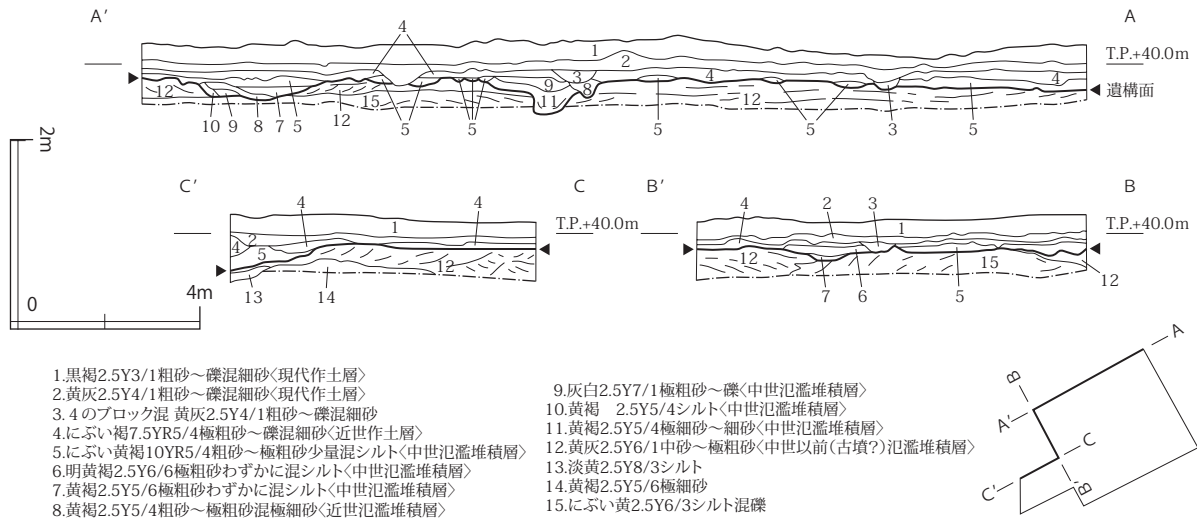 A′ A
4
1
2
T.P.+40.0m
3
9
4
4
12
8
15
11
12
遺構面
10 9 8 7 5 12 5 5 5 5 3 5
2m
C′ C B′ B
4 4 4 2 3
1 1
T.P.+40.0m T.P.+40.0m
2
4 5
12 12 15
13 14 7 6 5 12
0 4m
1.黒褐2.5Y3/1粗砂～礫混細砂〈現代作土層〉
2.黄灰2.5Y4/1粗砂～礫混細砂〈現代作土層〉
3. 4のブロック混 黄灰2.5Y4/1粗砂～礫混細砂
4.にぶい褐7.5YR5/4極粗砂～礫混細砂〈近世作土層〉
5.にぶい黄褐10YR5/4粗砂～極粗砂少量混シルト〈中世氾濫堆積層〉
6.明黄褐2.5Y6/6極粗砂わずかに混シルト〈中世氾濫堆積層〉
7.黄褐2.5Y5/6極粗砂わずかに混シルト〈中世氾濫堆積層〉
8.黄褐2.5Y5/4粗砂～極粗砂混極細砂〈近世氾濫堆積層〉
9.灰白2.5Y7/1極粗砂～礫〈中世氾濫堆積層〉
10.黄褐　2.5Y5/4シルト〈中世氾濫堆積層〉
11.黄褐2.5Y5/4極細砂～細砂〈中世氾濫堆積層〉
12.黄灰2.5Y6/1中砂～極粗砂〈中世以前(古墳?)氾濫堆積層〉
13.淡黄2.5Y8/3シルト
14.黄褐2.5Y5/6極細砂
15.にぶい黄2.5Y6/3シルト混礫
A
B
A′
C
C′
B′